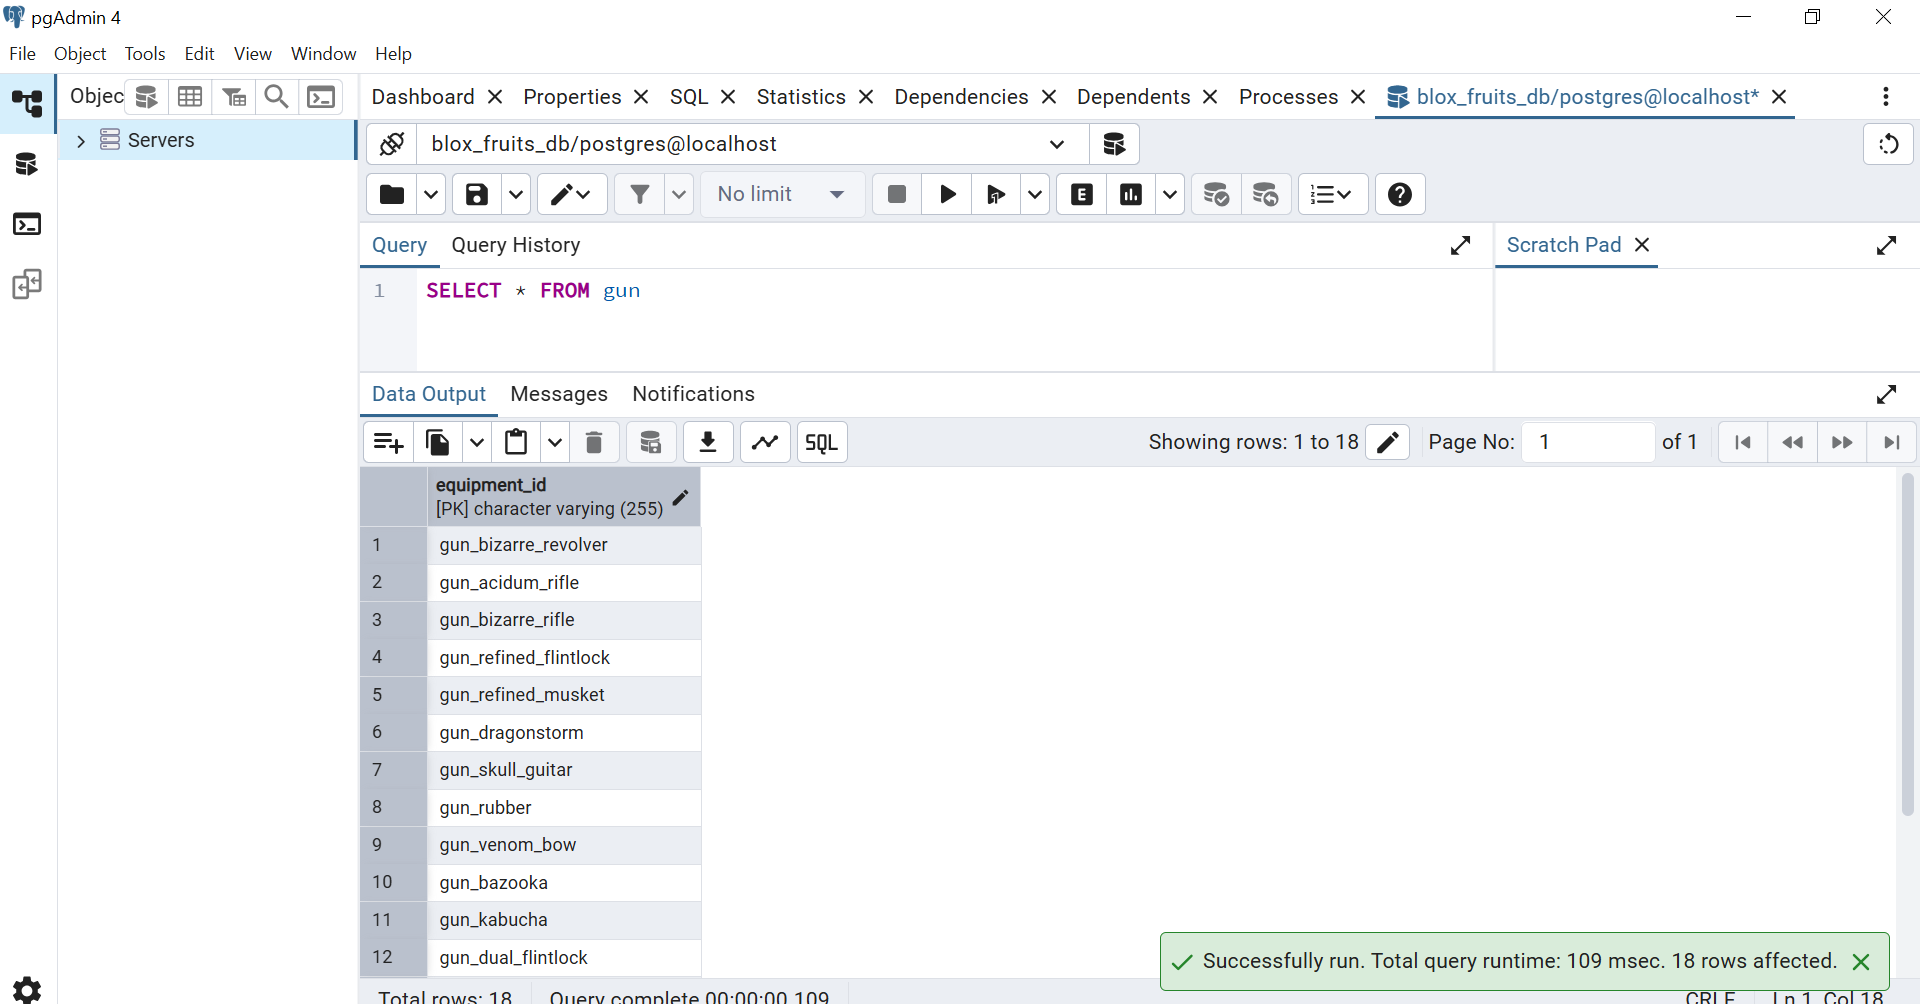 pgAdmin 4
File Object Tools Edit View Window Help
Objec
Servers
Dashboard Properties SQL Statistics Dependencies Dependents Processes blox_fruits_db/postgres@localhost*
blox_fruits_db/postgres@localhost
No limit E
Query Query History Scratch Pad
1 SELECT * FROM gun
Data Output Messages Notifications
SQL Showing rows: 1 to 18 Page No: 1 of 1
equipment_id
[PK] character varying (255)
1 gun_bizarre_revolver
2 gun_acidum_rifle
3 gun_bizarre_rifle
4 gun_refined_flintlock
5 gun_refined_musket
6 gun_dragonstorm
7 gun_skull_guitar
8 gun_rubber
9 gun_venom_bow
10 gun_bazooka
11 gun_kabucha
12 gun_dual_flintlock
Successfully run. Total query runtime: 109 msec. 18 rows affected.
Total rows: 18 Query complete 00:00:00.109 CRLF Ln 1, Col 18